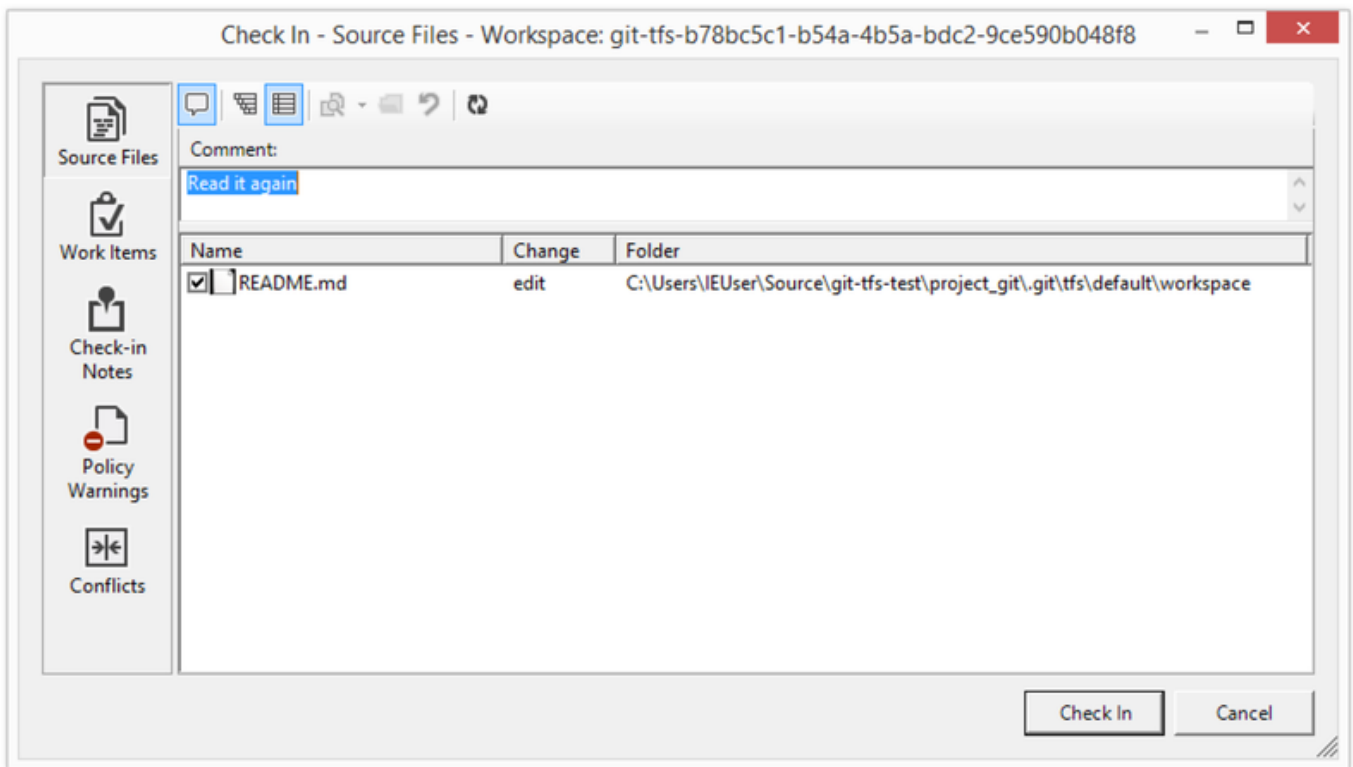 Check In - Source Files - Workspace: git-tfs-b78bc5c1-b54a-4b5a-bdc2-9ce590b048f8
Source Files
Work Items
Check-in
Notes
Policy
Warnings
Conflicts
Comment:
Read it again
Name Change Folder
README.md edit C:\Users\IEUser\Source\git-tfs-test\project_git\.git\tfs\default\workspace
Check In Cancel